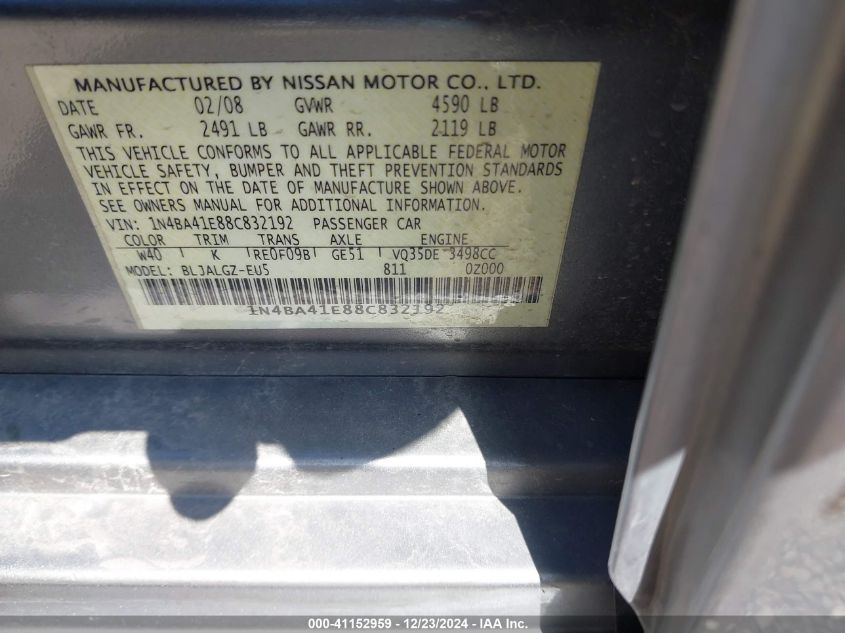 MANUFACTURED BY NISSAN MOTOR CO., LTD.
DATE 02/08 GVWR 4590 LB
GAWR FR. 2491 LB GAWR RR. 2119 LB
THIS VEHICLE CONFORMS TO ALL APPLICABLE FEDERAL MOTOR
VEHICLE SAFETY, BUMPER AND THEFT PREVENTION STANDARDS
IN EFFECT ON THE DATE OF MANUFACTURE SHOWN ABOVE.
SEE OWNERS MANUAL FOR ADDITIONAL INFORMATION.
VIN: 1N4BA41E88C832192 PASSENGER CAR
COLOR TRIM TRANS AXLE ENGINE
W40 K RE0F09B GE51 VQ35DE 3498CC
MODEL: BLJALGZ-EU5 811 0Z000
1N4BA41E88C832192
000-41152959 - 12/23/2024 - IAA Inc.